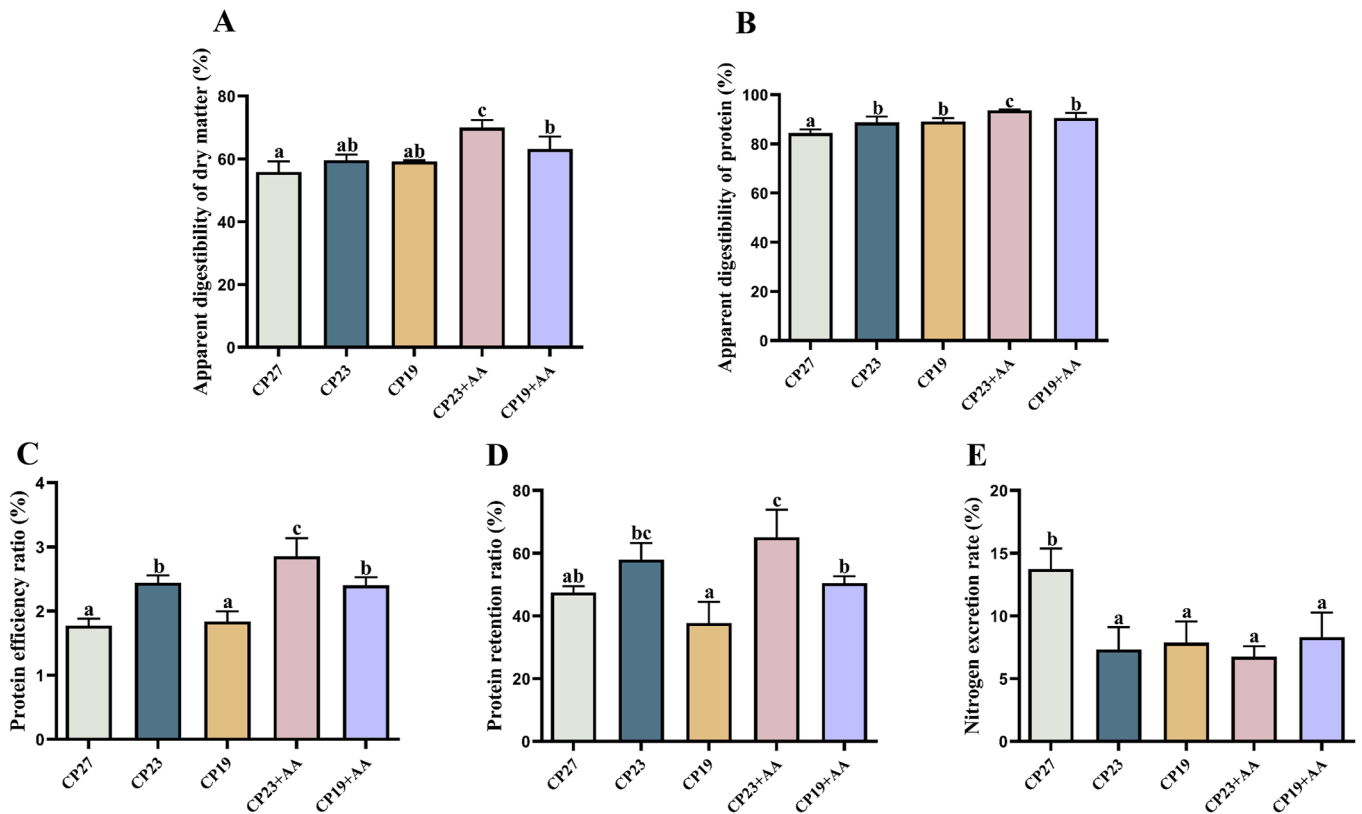 A
Apparent digestibility of dry matter (%)
80
60
40
20
0
a
ab
ab
c
b
CP27
CP23
CP19
CP23+AA
CP19+AA
B
Apparent digestibility of protein (%)
100
80
60
40
20
0
a
b
b
c
b
CP27
CP23
CP19
CP23+AA
CP19+AA
C
Protein efficiency ratio (%)
4
3
2
1
0
a
b
a
c
b
CP27
CP23
CP19
CP23+AA
CP19+AA
D
Protein retention ratio (%)
80
60
40
20
0
ab
bc
a
c
b
CP27
CP23
CP19
CP23+AA
CP19+AA
E
Nitrogen excretion rate (%)
20
15
10
5
0
b
a
a
a
a
CP27
CP23
CP19
CP23+AA
CP19+AA